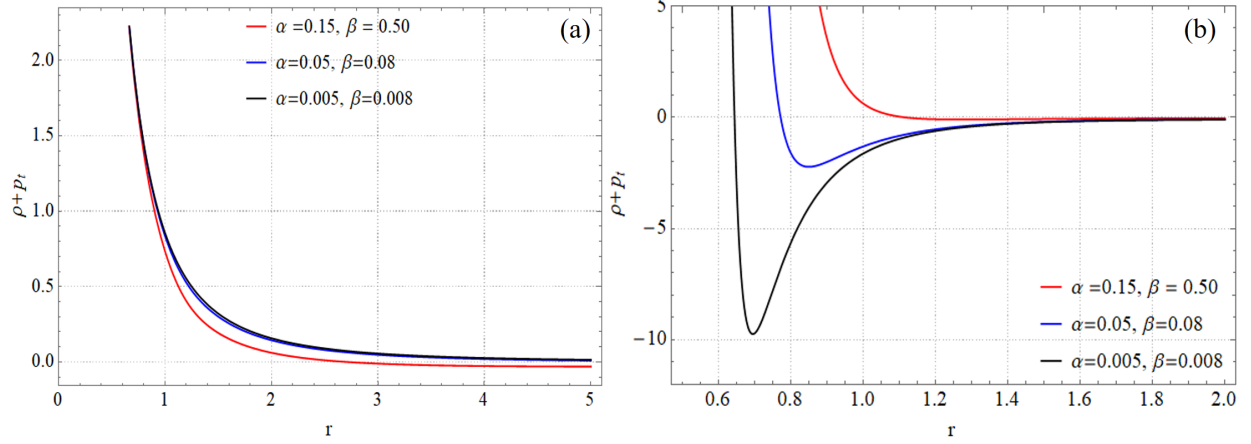 (a)
α =0.15, β = 0.50
α=0.05, β=0.08
α=0.005, β=0.008
2.0
1.5
1.0
0.5
0.0
ρ + pₜ
0 1 2 3 4 5
r
(b)
5
0
−5
−10
ρ + pₜ
α =0.15, β = 0.50
α=0.05, β=0.08
α=0.005, β=0.008
0.6 0.8 1.0 1.2 1.4 1.6 1.8 2.0
r